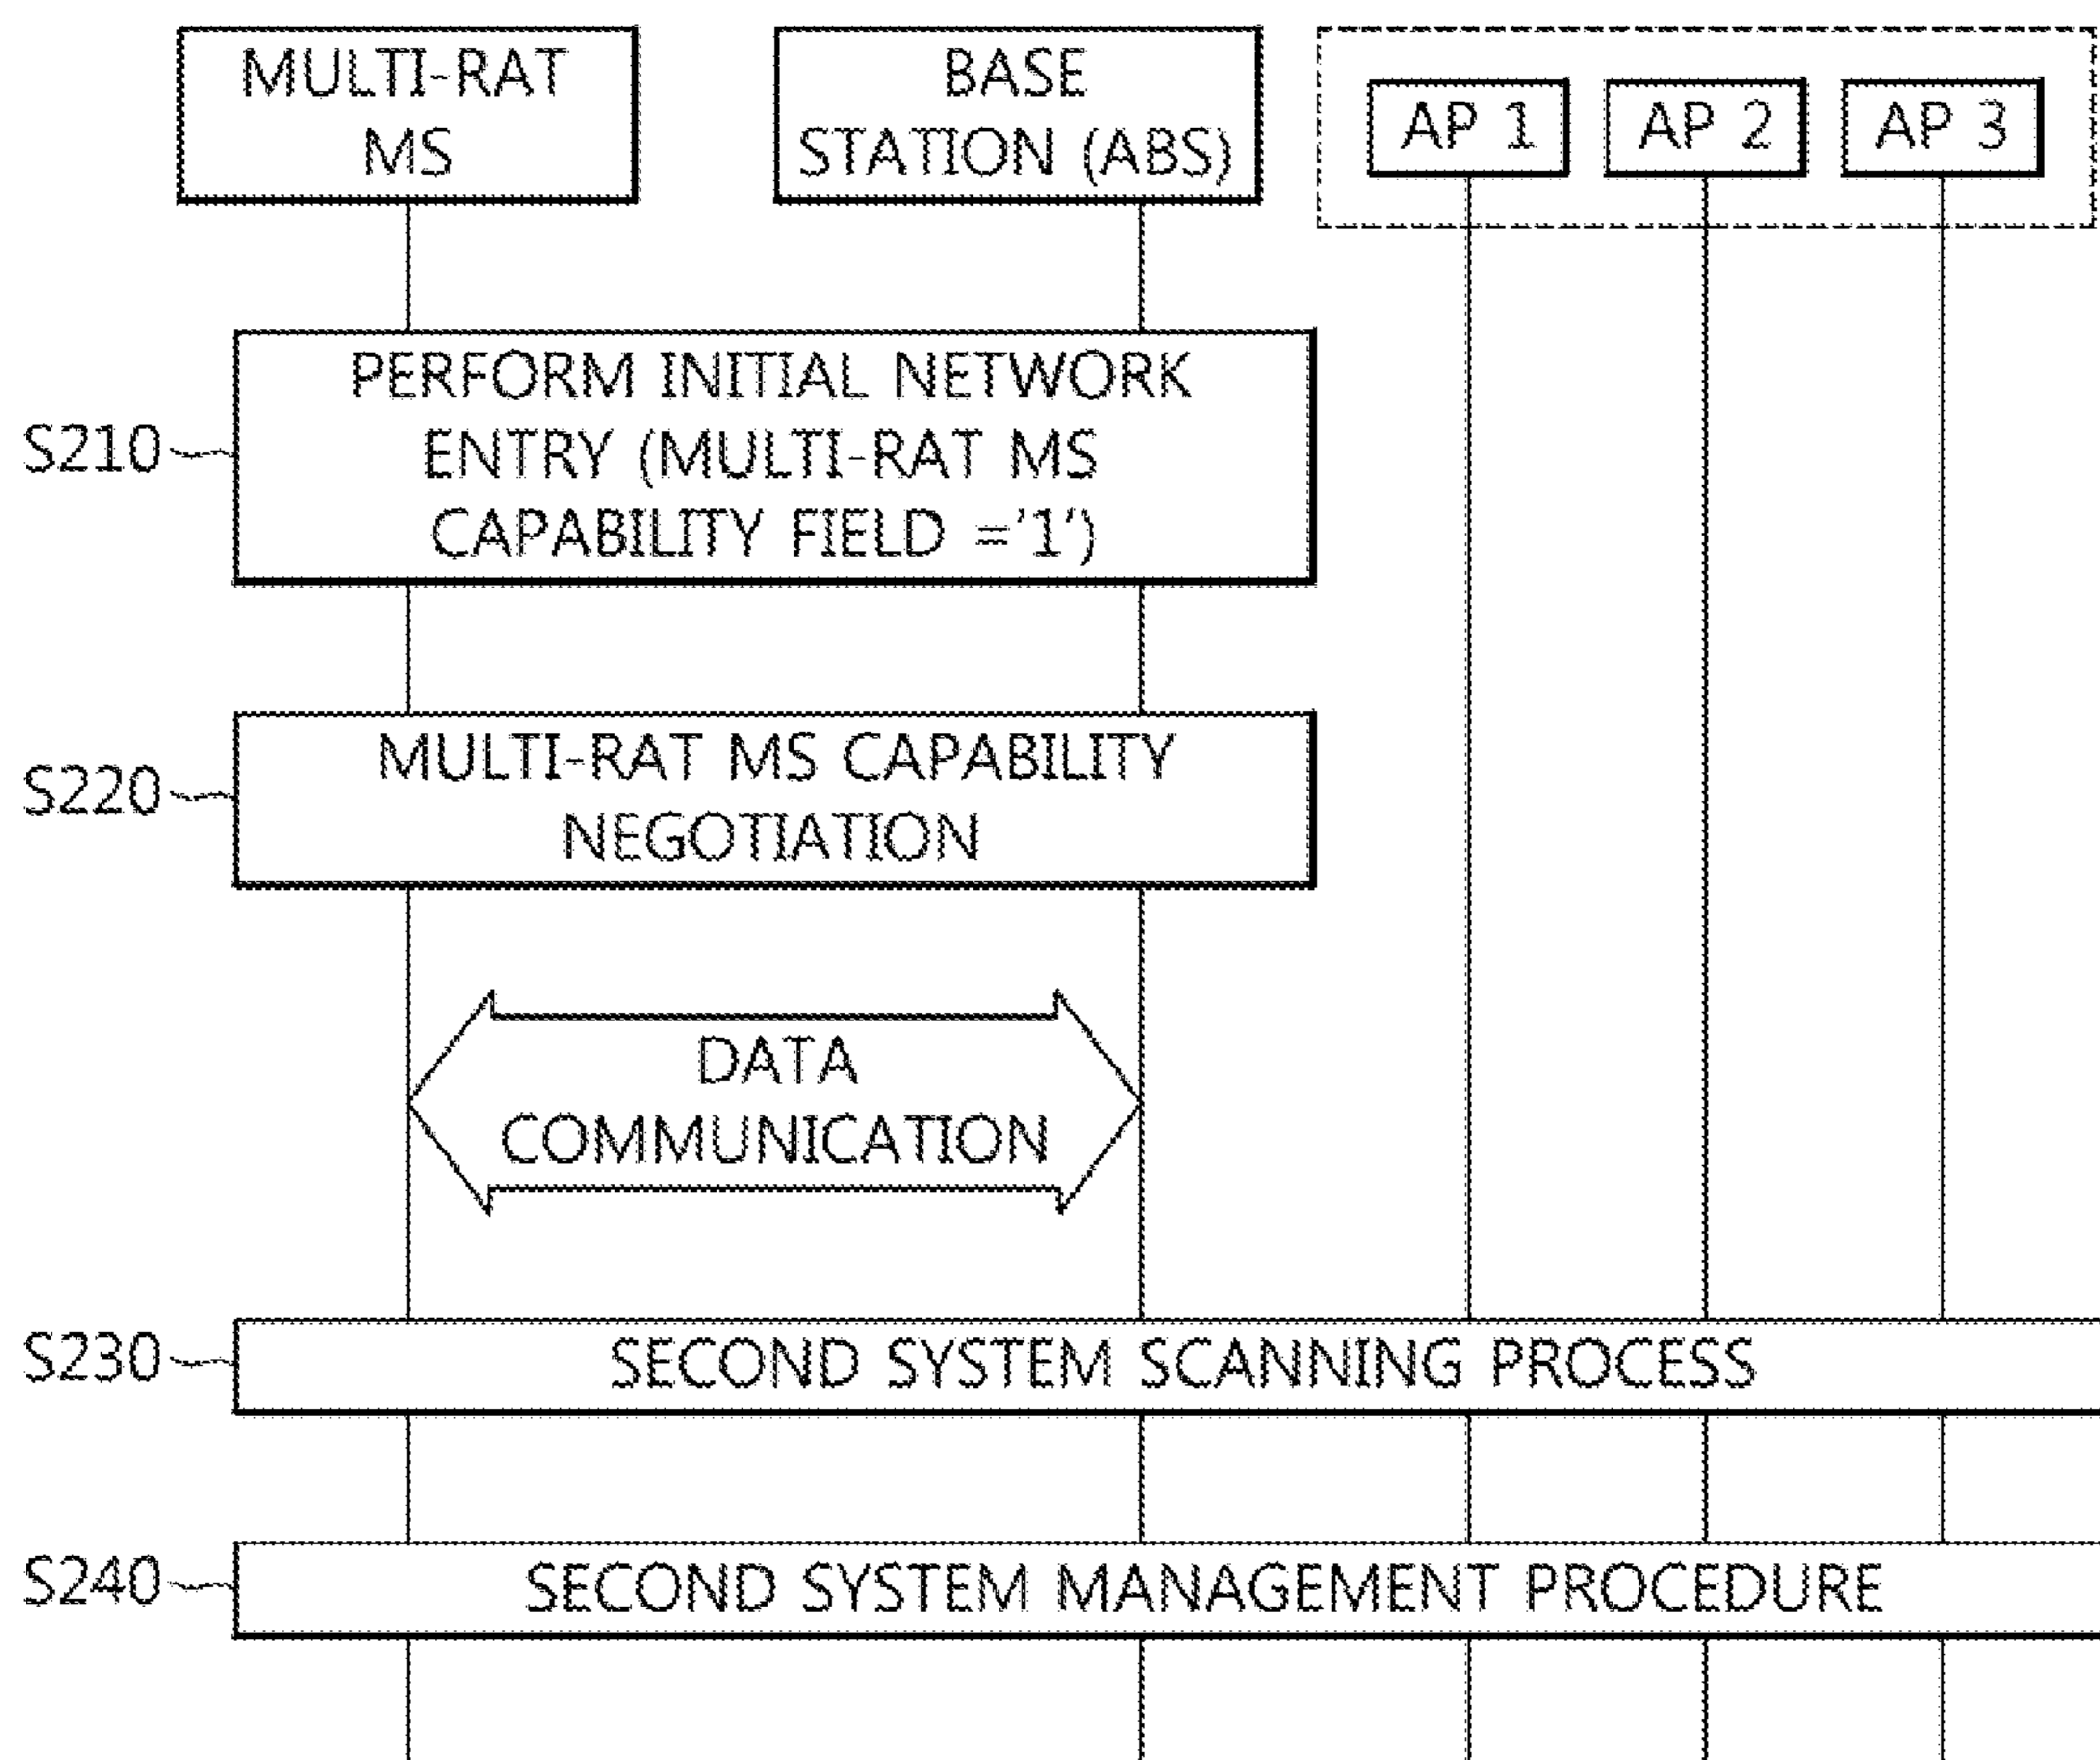 MULTI-RAT
MS
BASE
STATION (ABS)
AP 1
AP 2
AP 3
S210
PERFORM INITIAL NETWORK
ENTRY (MULTI-RAT MS
CAPABILITY FIELD ='1')
S220
MULTI-RAT MS CAPABILITY
NEGOTIATION
DATA
COMMUNICATION
S230
SECOND SYSTEM SCANNING PROCESS
S240
SECOND SYSTEM MANAGEMENT PROCEDURE